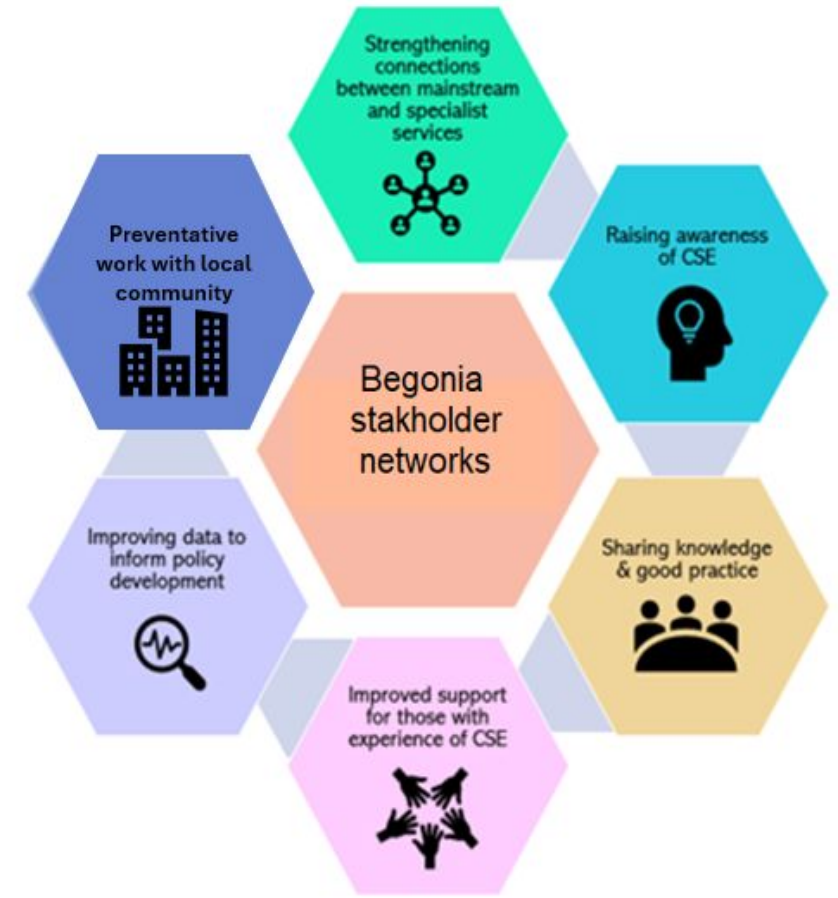 Strengthening
connections
between mainstream
and specialist
services
Raising awareness
of CSE
Sharing knowledge
& good practice
Improved support
for those with
experience of CSE
Improving data to
inform policy
development
Preventative
work with local
community
Begonia
stakholder
networks